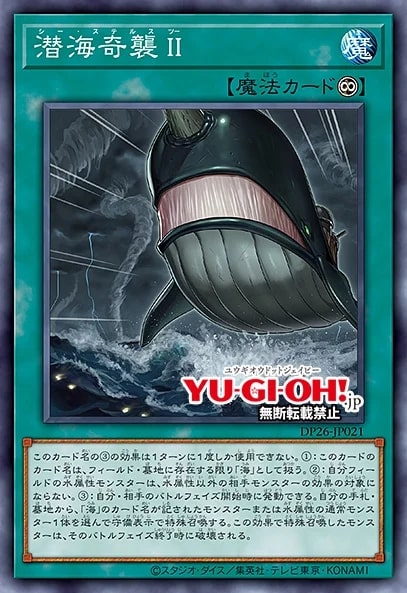 シーステルスツー
潜海奇襲Ⅱ
魔
【魔法カード】
ユウギオウドットジェイピー
YU-GI-OH!.jp
無断転載禁止
DP26-JP021
このカード名の③の効果は1ターンに1度しか使用できない。①：このカードの
カード名は、フィールド・墓地に存在する限り「海」として扱う。②：自分フィー
ルドの水属性モンスターは、水属性以外の相手モンスターの効果の対象に
ならない。③：自分・相手のバトルフェイズ開始時に発動できる。自分の手札・
墓地から、「海」のカード名が記されたモンスターまたは水属性の通常モン
スター1体を選んで守備表示で特殊召喚する。この効果で特殊召喚したモンス
ターは、そのバトルフェイズ終了時に破壊される。
©スタジオ・ダイス／集英社・テレビ東京・KONAMI